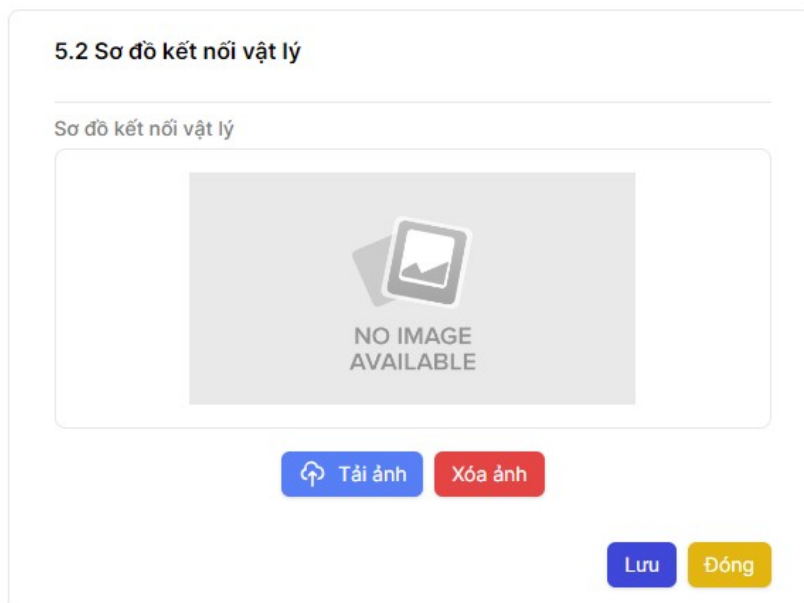 5.2 Sơ đồ kết nối vật lý
Sơ đồ kết nối vật lý
NO IMAGE
AVAILABLE
Tải ảnh
Xóa ảnh
Lưu
Đóng